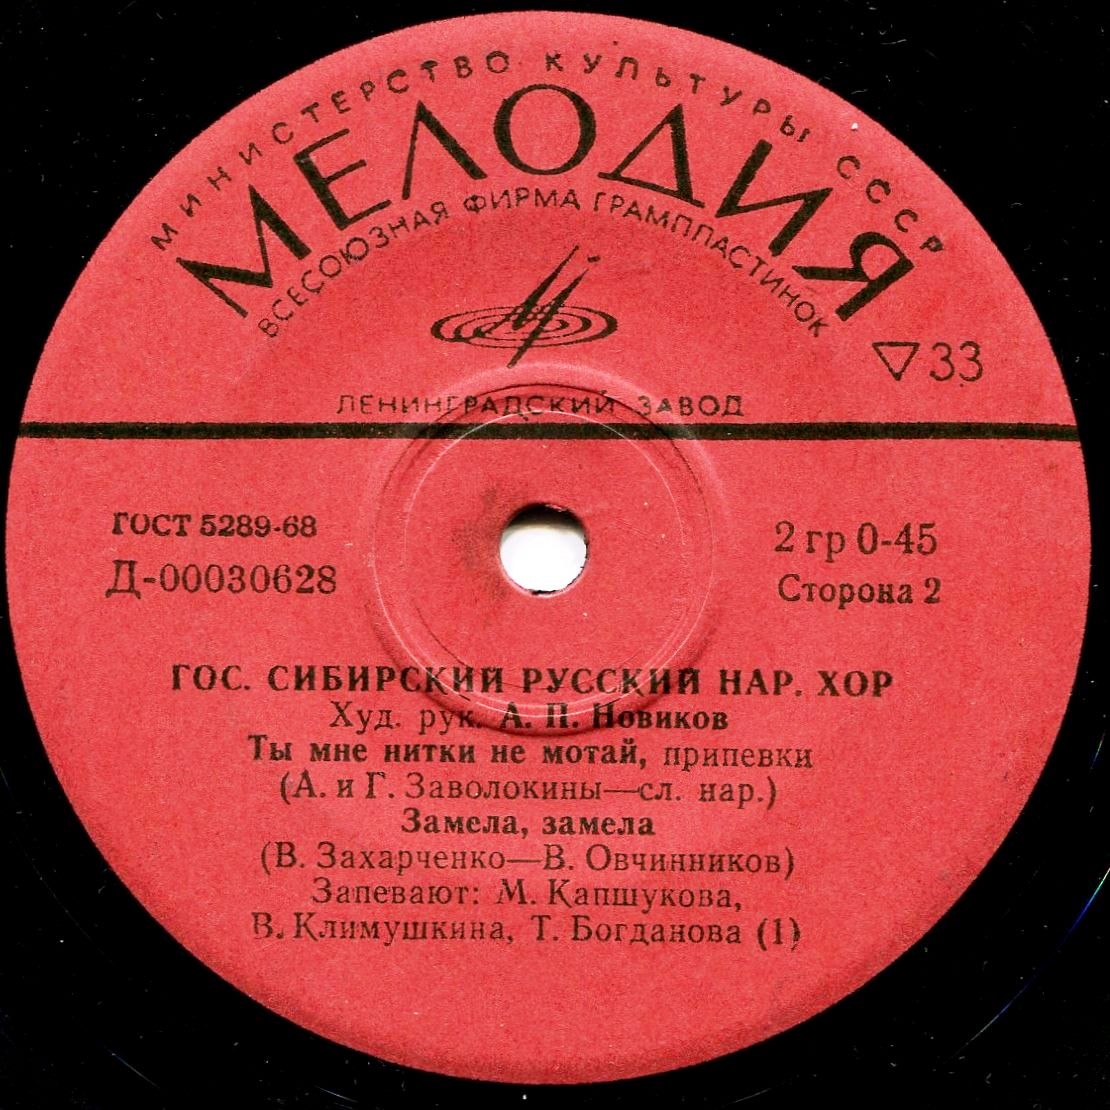 МИНИСТЕРСТВО КУЛЬТУРЫ СССР
МЕЛОДИЯ
ВСЕСОЮЗНАЯ ФИРМА ГРАМПЛАСТИНОК
33
ЛЕНИНГРАДСКИЙ ЗАВОД
ГОСТ 5289-68
Д-00030628
2 гр 0-45
Сторона 2
ГОС. СИБИРСКИЙ РУССКИЙ НАР. ХОР
Худ. рук. А. П. Новиков
Ты мне нитки не мотай, припевки
(А. и Г. Заволокины—сл. нар.)
Замела, замела
(В. Захарченко—В. Овчинников)
Запевают: М. Капшукова,
В. Климушкина, Т. Богданова (1)